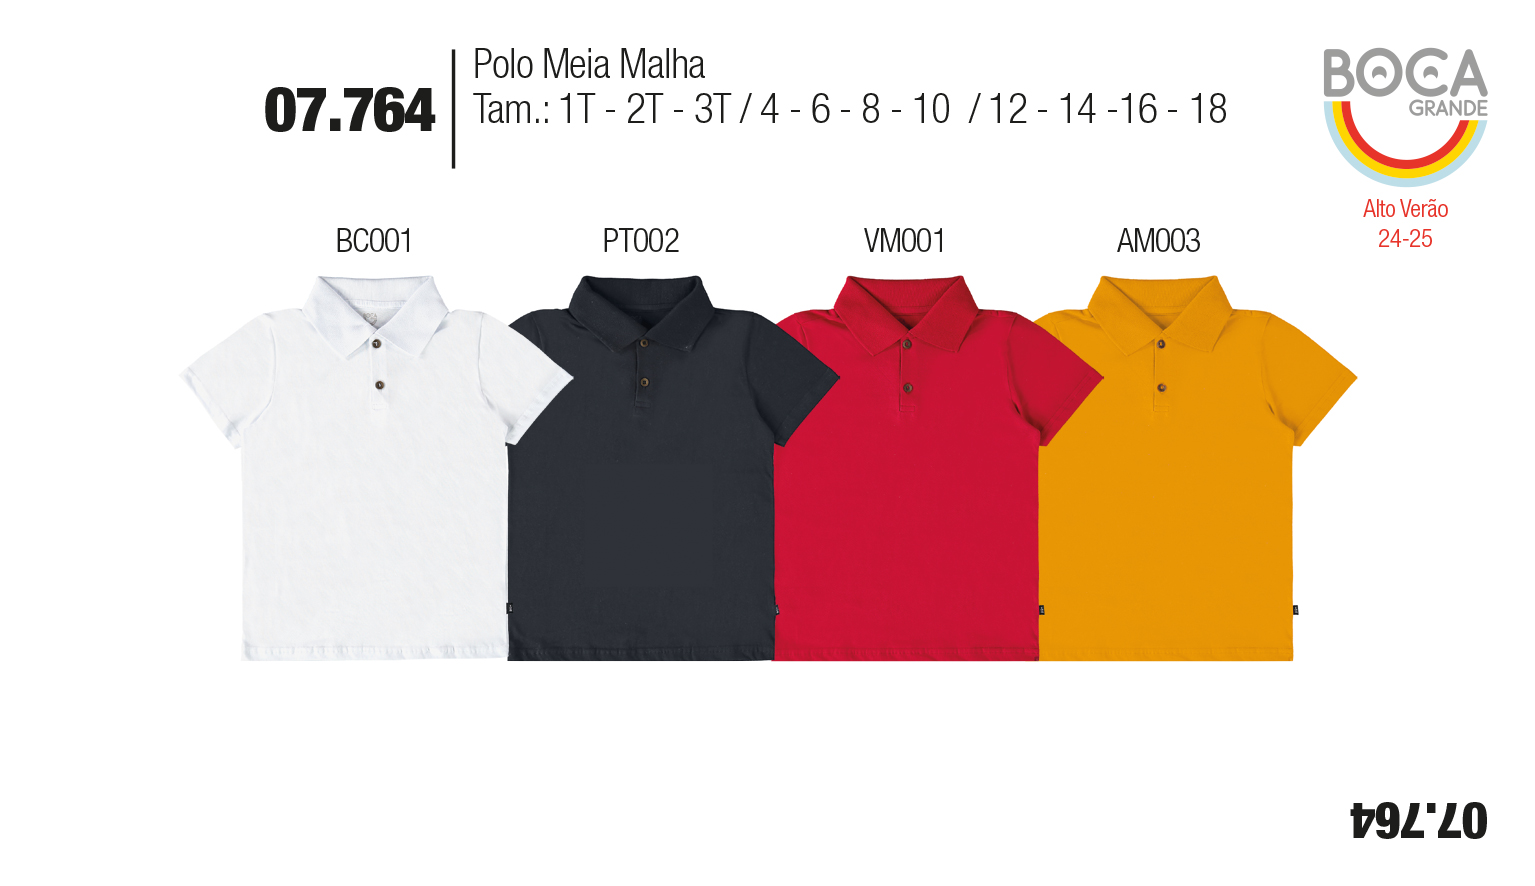 07.764
Polo Meia Malha
Tam.: 1T - 2T - 3T / 4 - 6 - 8 - 10 / 12 - 14 -16 - 18
BOCA
GRANDE
Alto Verão
24-25
BC001
PT002
VM001
AM003
07.764